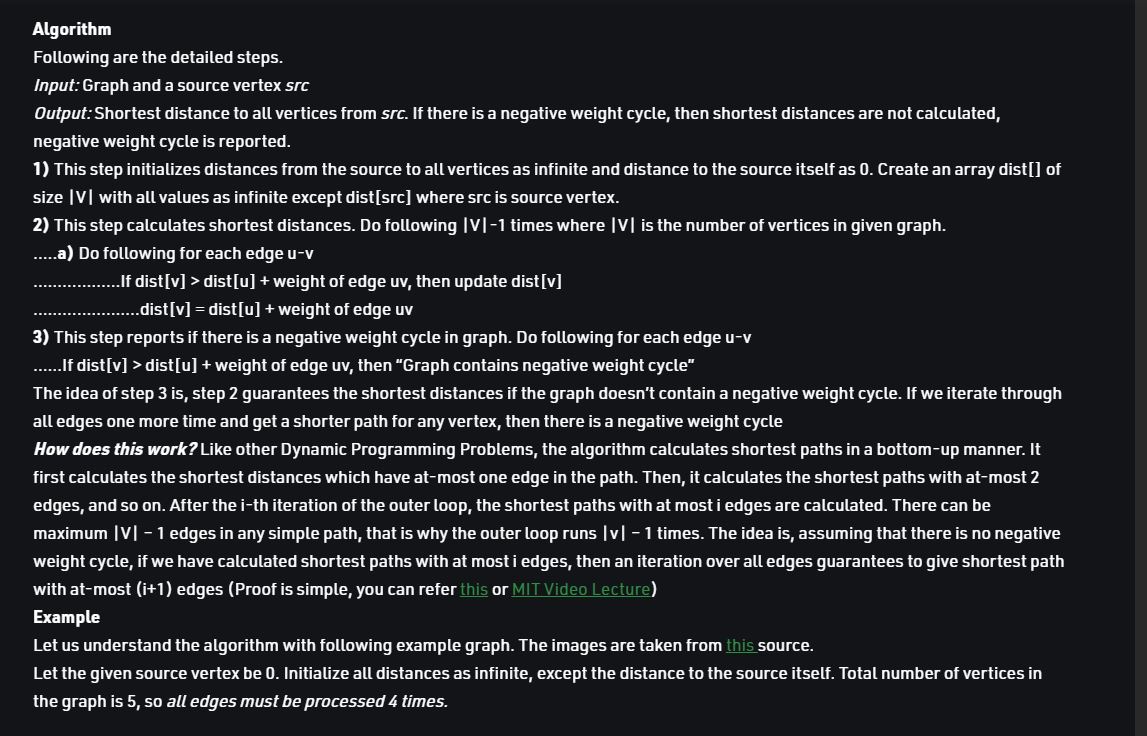 Algorithm
Following are the detailed steps.
Input: Graph and a source vertex src
Output: Shortest distance to all vertices from src. If there is a negative weight cycle, then shortest distances are not calculated,
negative weight cycle is reported.
1) This step initializes distances from the source to all vertices as infinite and distance to the source itself as 0. Create an array dist[] of
size |V| with all values as infinite except dist[src] where src is source vertex.
2) This step calculates shortest distances. Do following |V|-1 times where |V| is the number of vertices in given graph.
.....a) Do following for each edge u-v
..................If dist[v] > dist[u] + weight of edge uv, then update dist[v]
......................dist[v] = dist[u] + weight of edge uv
3) This step reports if there is a negative weight cycle in graph. Do following for each edge u-v
......If dist[v] > dist[u] + weight of edge uv, then “Graph contains negative weight cycle”
The idea of step 3 is, step 2 guarantees the shortest distances if the graph doesn’t contain a negative weight cycle. If we iterate through
all edges one more time and get a shorter path for any vertex, then there is a negative weight cycle
How does this work? Like other Dynamic Programming Problems, the algorithm calculates shortest paths in a bottom-up manner. It
first calculates the shortest distances which have at-most one edge in the path. Then, it calculates the shortest paths with at-most 2
edges, and so on. After the i-th iteration of the outer loop, the shortest paths with at most i edges are calculated. There can be
maximum |V| – 1 edges in any simple path, that is why the outer loop runs |v| – 1 times. The idea is, assuming that there is no negative
weight cycle, if we have calculated shortest paths with at most i edges, then an iteration over all edges guarantees to give shortest path
with at-most (i+1) edges (Proof is simple, you can refer this or MIT Video Lecture)
Example
Let us understand the algorithm with following example graph. The images are taken from this source.
Let the given source vertex be 0. Initialize all distances as infinite, except the distance to the source itself. Total number of vertices in
the graph is 5, so all edges must be processed 4 times.